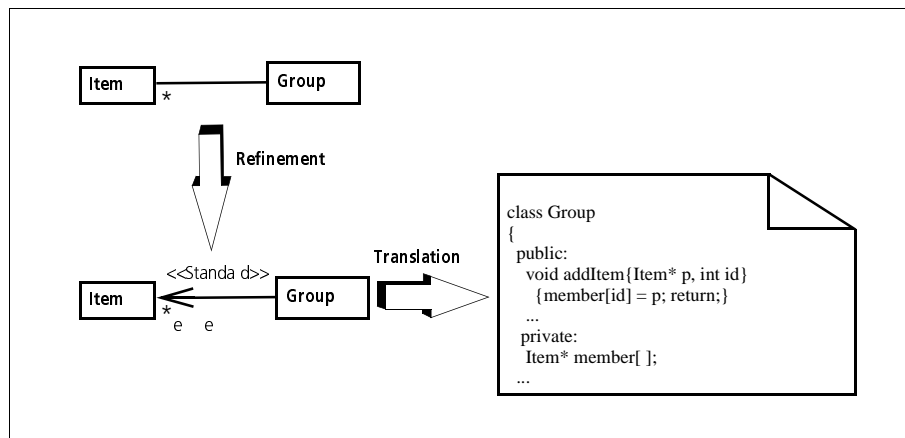 Item
Group
*
Refinement
<<Standa d>>
Item
Group
*
e e
Translation
class Group
{
public:
void addItem{Item* p, int id}
{member[id] = p; return;}
...
private:
Item* member[ ];
...